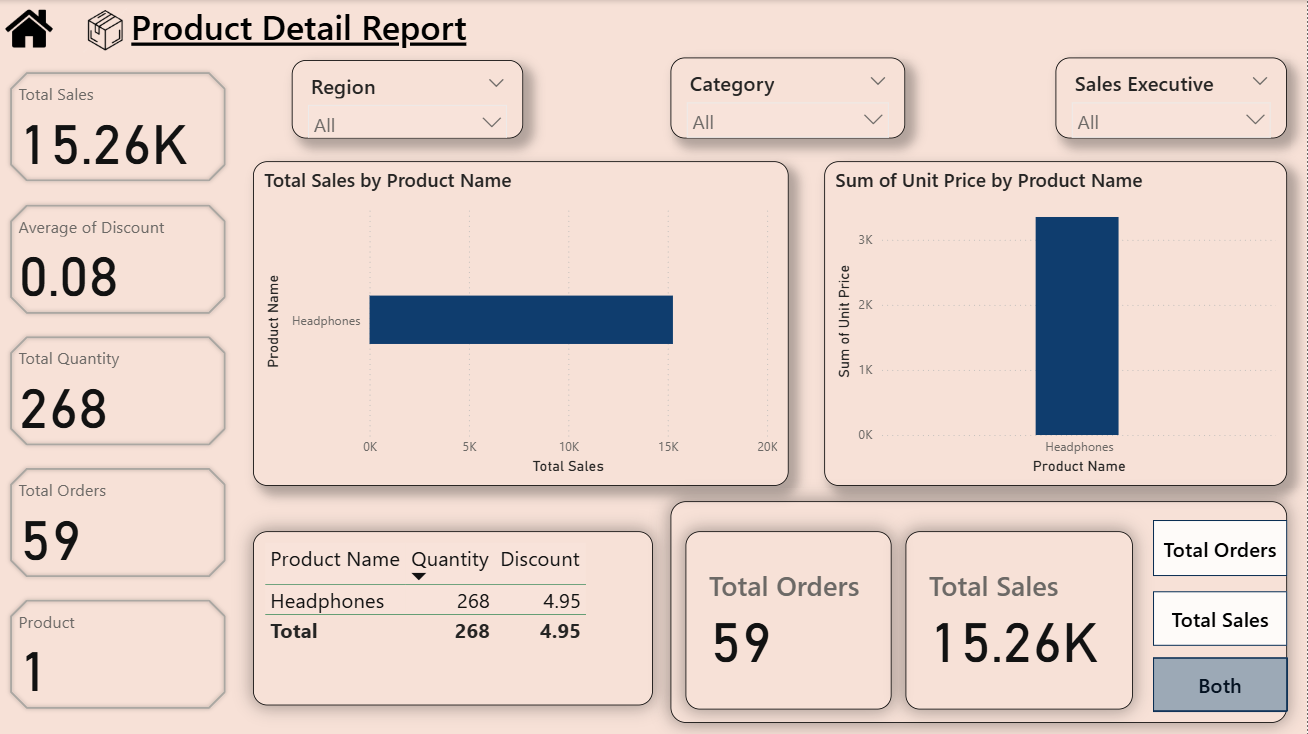 Product Detail Report
Total Sales
15.26K
Average of Discount
0.08
Total Quantity
268
Total Orders
59
Product
1
Region
All
Category
All
Sales Executive
All
Total Sales by Product Name
Product Name
Headphones
0K 5K 10K 15K 20K
Total Sales
Sum of Unit Price by Product Name
Sum of Unit Price
3K
2K
1K
0K
Headphones
Product Name
Product Name Quantity Discount
Headphones 268 4.95
Total 268 4.95
Total Orders
59
Total Sales
15.26K
Total Orders
Total Sales
Both